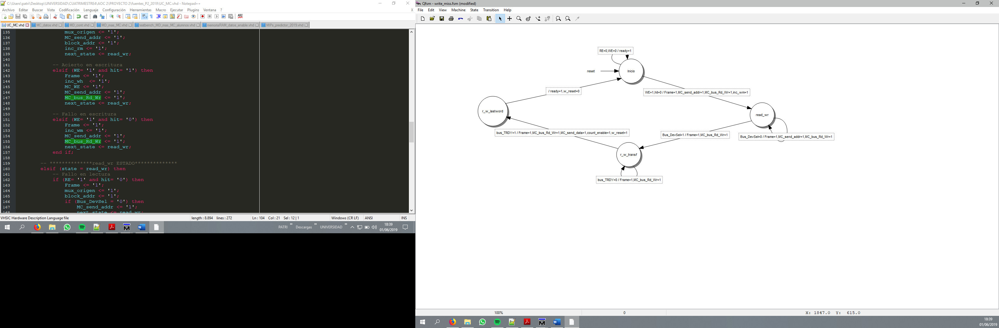 C:\Users\patri\Desktop\UNIVERSIDAD\CUATRIMESTRE4\AOC 2\PROYECTO 2\fuentes_P2_2019\UC_MC.vhd - Notepad++
Archivo Editar Buscar Vista Codificación Lenguaje Configuración Herramientas Macro Ejecutar Plugins Ventana ? X
UC_MC.vhd MC_datos.vhd MD_cont.vhd MD_mas_MC.vhd testbench_MD_mas_MC_alumnos.vhd memoriaRAM_datos_enable.vhd MIPs_predictor_2019.vhd
135 mux_origen <= '1';
136 MC_send_addr <= '1';
137 block_addr <= '1';
138 inc_rm <= '1';
139 next_state <= read_wr;
140
141 -- Acierto en escritura
142 elsif (WE= '1' and hit= '1') then
143 Frame <= '1';
144 inc_wh  <= '1';
145 MC_WE <= '1';
146 MC_send_addr <= '1';
147 MC_bus_Rd_Wr <= '1';
148 next_state <= read_wr;
149
150 -- Fallo en escritura
151 elsif (WE= '1' and hit= '0') then
152 Frame <= '1';
153 inc_wm <= '1';
154 MC_send_addr <= '1';
155 MC_bus_Rd_Wr <= '1';
156 next_state <= read_wr;
157 end if;
158
159 -- **************read_wr ESTADO**************
160 elsif (state = read_wr) then
161 -- Fallo en lectura
162 if (RE= '1' and hit= '0') then
163 Frame <= '1';
164 mux_origen <= '1';
165 block_addr <= '1';
166 if (Bus_DevSel = '0') then
167 MC_send_addr <= '1';
168 next_state <= read_wr;
VHSIC Hardware Description Language file length : 8.894 lines : 272 Ln : 104 Col : 21 Sel : 12 | 1 Windows (CR LF) ANSI INS
PATRI » Descargas » UNIVERSIDAD » 18:39
01/06/2019
Qfsm - write_miss.fsm (modified)
File Edit View Machine State Transition Help
RE=0,WE=0 / ready=1
reset Inicio
/ ready=1,w_reset=0
WE=1,hit=0 / Frame=1,MC_send_addr=1,MC_bus_Rd_Wr=1,inc_wm=1
r_w_lastword
read_wr
bus_TRDY=1 / Frame=1,MC_bus_Rd_Wr=1,MC_send_data=1,count_enable=1,w_reset=1
Bus_DevSel=1 / Frame=1,MC_bus_Rd_Wr=1
Bus_DevSel=0 / Frame=1,MC_send_addr=1,MC_bus_Rd_Wr=1
r_w_transf
bus_TRDY=0 / Frame=1,MC_bus_Rd_Wr=1
100% 0 X: 1847.0 Y: 615.0
18:39
01/06/2019